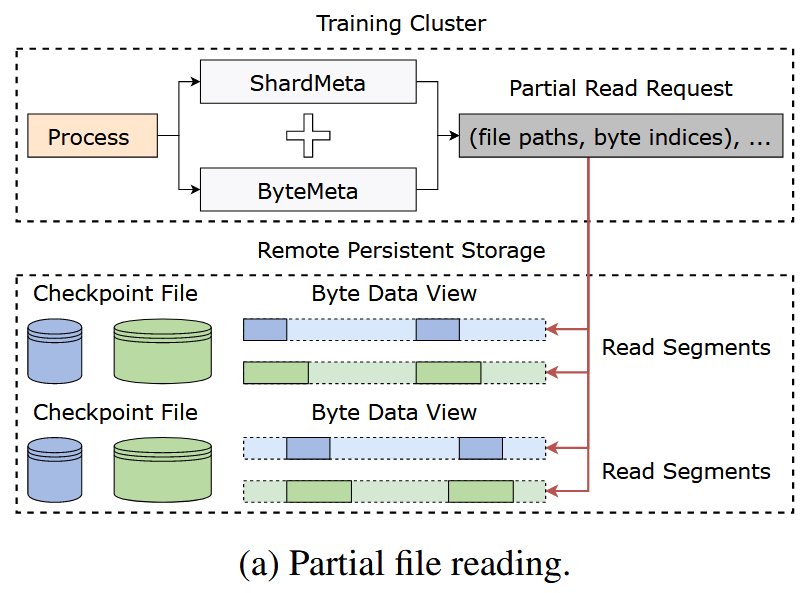 Training Cluster
ShardMeta
Partial Read Request
Process
(file paths, byte indices), ...
ByteMeta
Remote Persistent Storage
Checkpoint File
Byte Data View
Read Segments
Checkpoint File
Byte Data View
Read Segments
(a) Partial file reading.